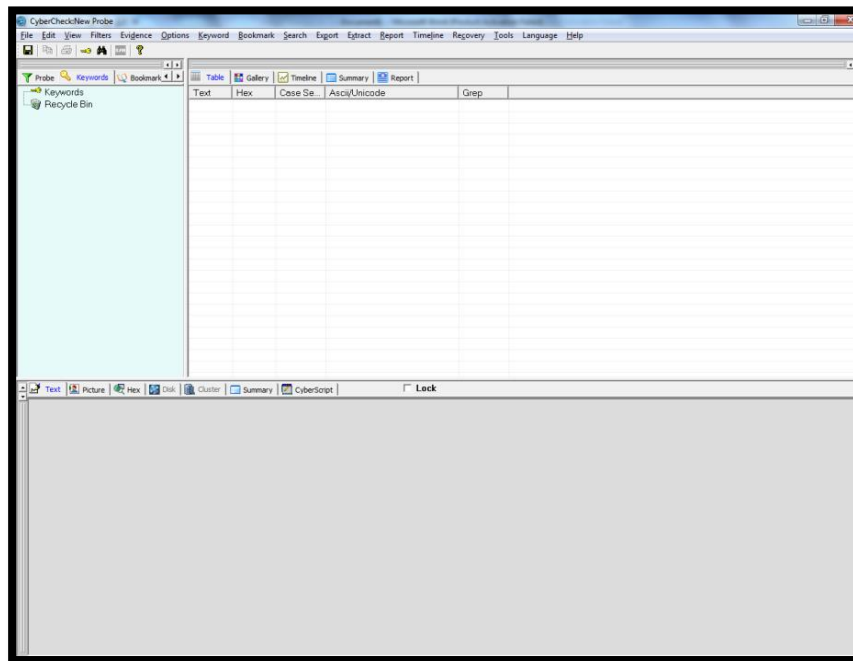 CyberCheck:New Probe
File Edit View Filters Evidence Options Keyword Bookmark Search Export Extract Report Timeline Recovery Tools Language Help
Probe Keywords Bookmark Table Gallery Timeline Summary Report
Keywords Text Hex Case Se... Ascii/Unicode Grep
Recycle Bin
Text Picture Hex Disk Cluster Summary CyberScript Lock